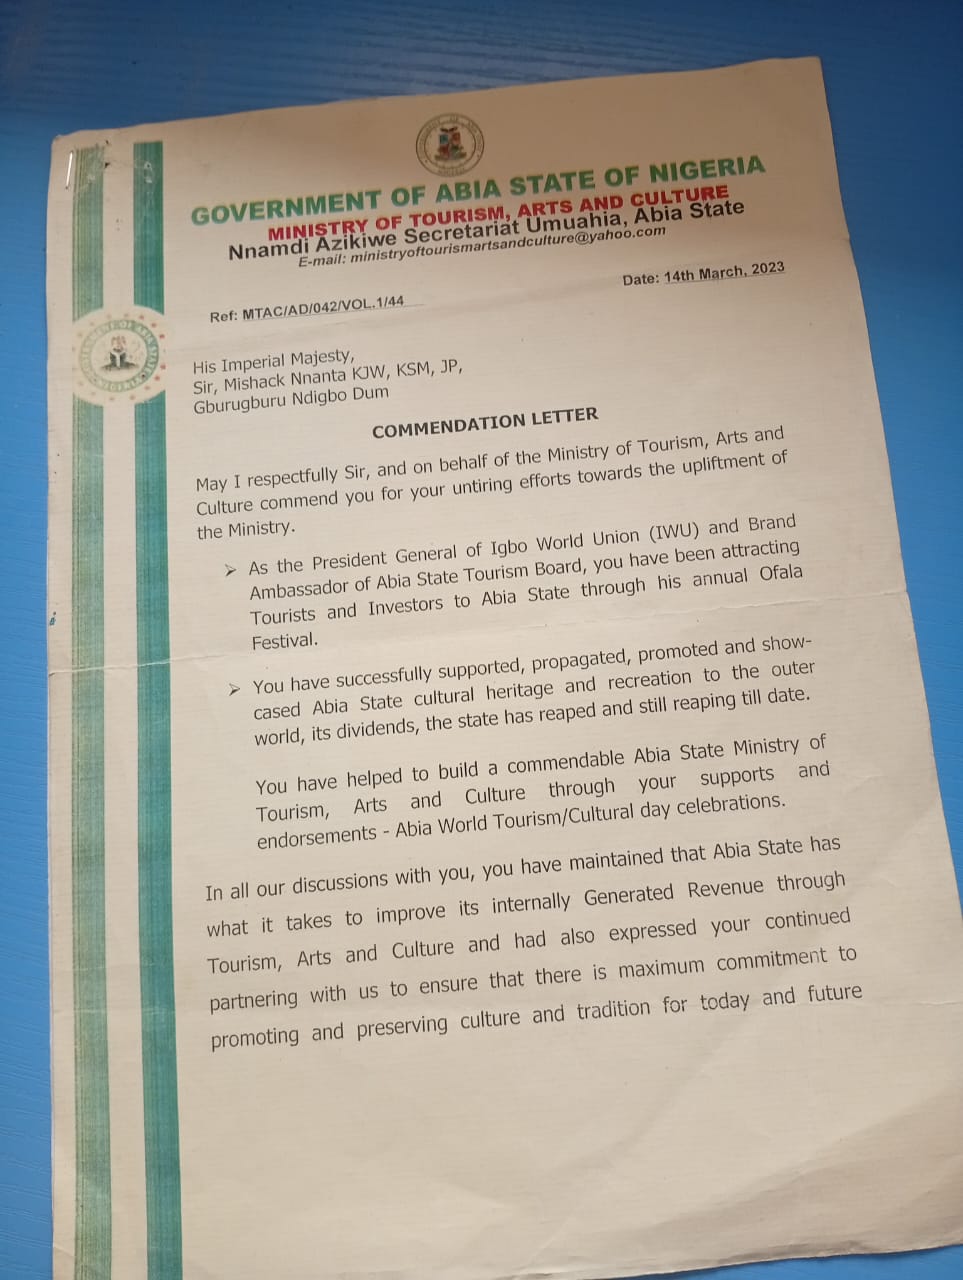 GOVERNMENT OF ABIA STATE OF NIGERIA
MINISTRY OF TOURISM, ARTS AND CULTURE
Nnamdi Azikiwe Secretariat Umuahia, Abia State
E-mail: ministryoftourismartsandculture@yahoo.com
Ref: MTAC/AD/042/VOL.1/44
Date: 14th March, 2023
His Imperial Majesty,
Sir, Mishack Nnanta KJW, KSM, JP,
Gburugburu Ndigbo Dum
COMMENDATION LETTER
May I respectfully Sir, and on behalf of the Ministry of Tourism, Arts and
Culture commend you for your untiring efforts towards the upliftment of
the Ministry.
➢ As the President General of Igbo World Union (IWU) and Brand
Ambassador of Abia State Tourism Board, you have been attracting
Tourists and Investors to Abia State through his annual Ofala
Festival.
➢ You have successfully supported, propagated, promoted and show-
cased Abia State cultural heritage and recreation to the outer
world, its dividends, the state has reaped and still reaping till date.
You have helped to build a commendable Abia State Ministry of
Tourism, Arts and Culture through your supports and
endorsements - Abia World Tourism/Cultural day celebrations.
In all our discussions with you, you have maintained that Abia State has
what it takes to improve its internally Generated Revenue through
Tourism, Arts and Culture and had also expressed your continued
partnering with us to ensure that there is maximum commitment to
promoting and preserving culture and tradition for today and future